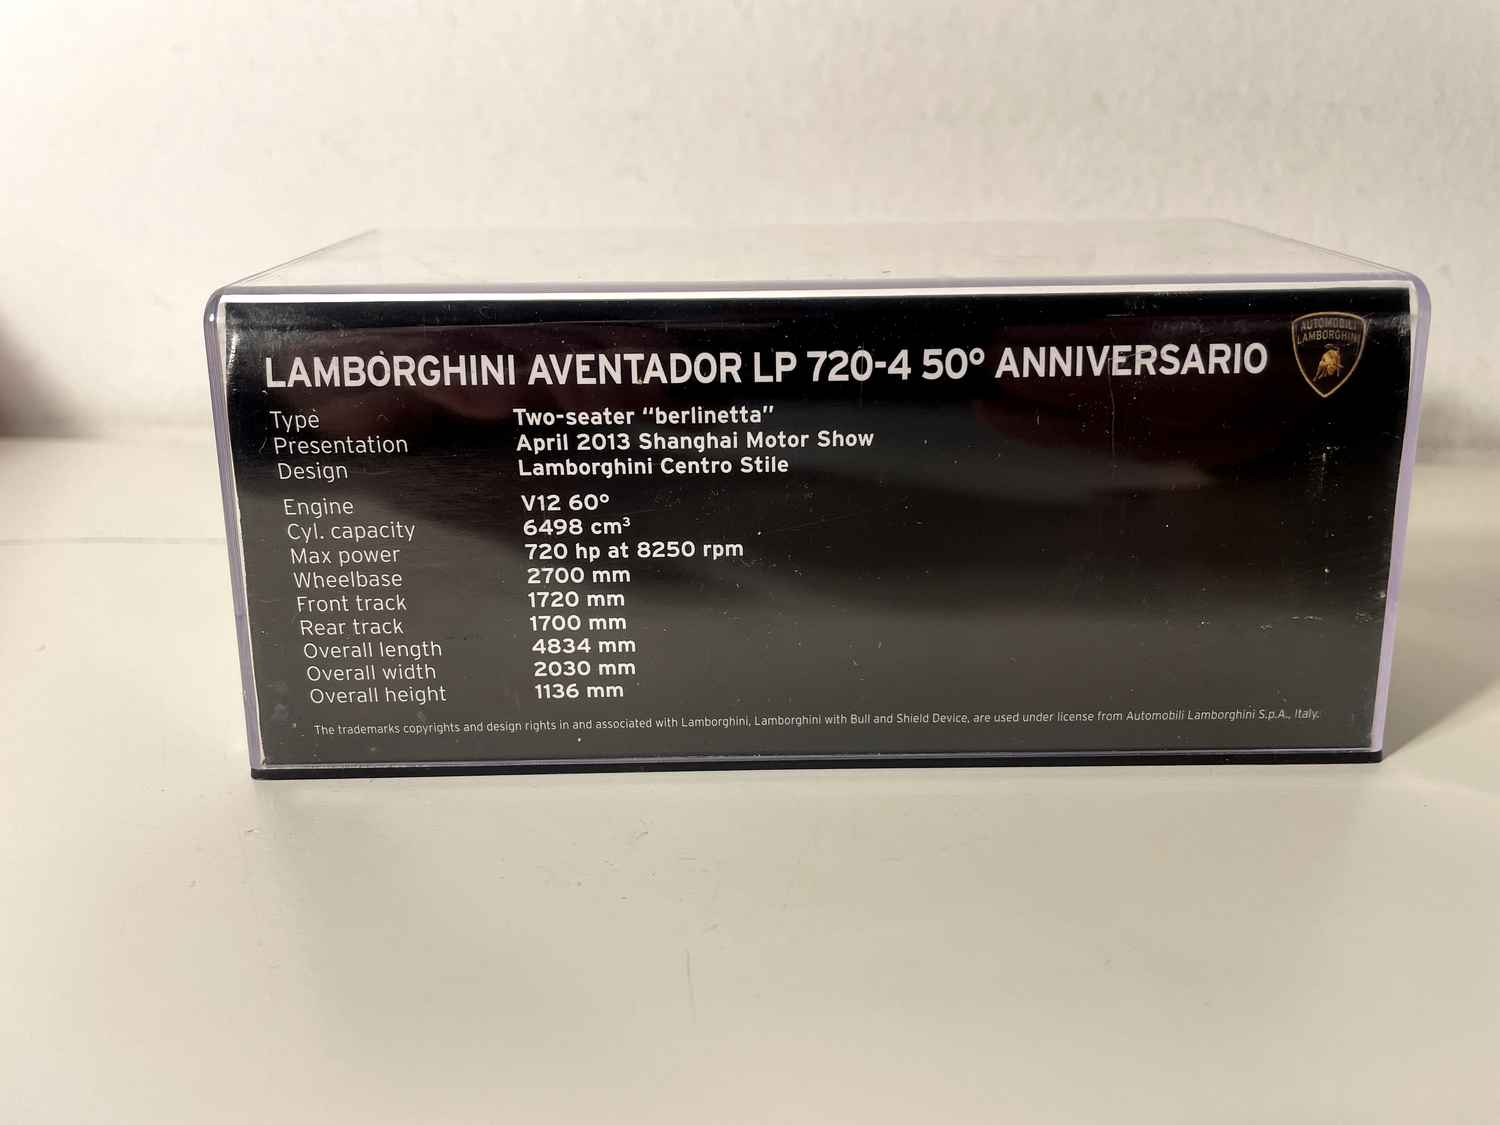 LAMBORGHINI AVENTADOR LP 720-4 50° ANNIVERSARIO
AUTOMOBILI
LAMBORGHINI
Type Two-seater “berlinetta”
Presentation April 2013 Shanghai Motor Show
Design Lamborghini Centro Stile
Engine V12 60°
Cyl. capacity 6498 cm³
Max power 720 hp at 8250 rpm
Wheelbase 2700 mm
Front track 1720 mm
Rear track 1700 mm
Overall length 4834 mm
Overall width 2030 mm
Overall height 1136 mm
The trademarks copyrights and design rights in and associated with Lamborghini, Lamborghini with Bull and Shield Device, are used under license from Automobili Lamborghini S.p.A., Italy.